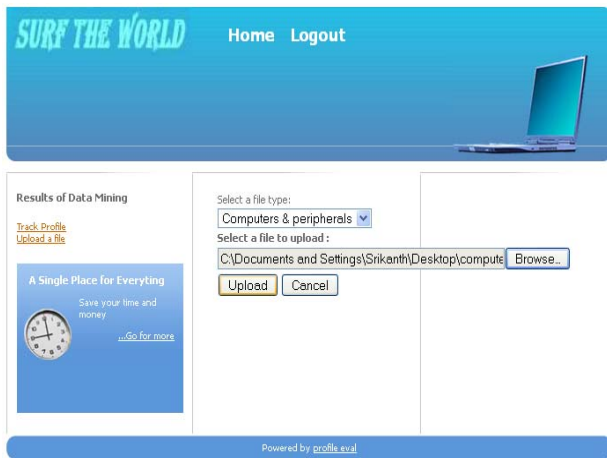 SURF THE WORLD
Home Logout
Results of Data Mining
Track Profile
Upload a file
A Single Place for Everyting
Save your time and
money
...Go for more
Select a file type:
Computers & peripherals
Select a file to upload :
C:\Documents and Settings\Srikanth\Desktop\compute Browse..
Upload Cancel
Powered by profile eval